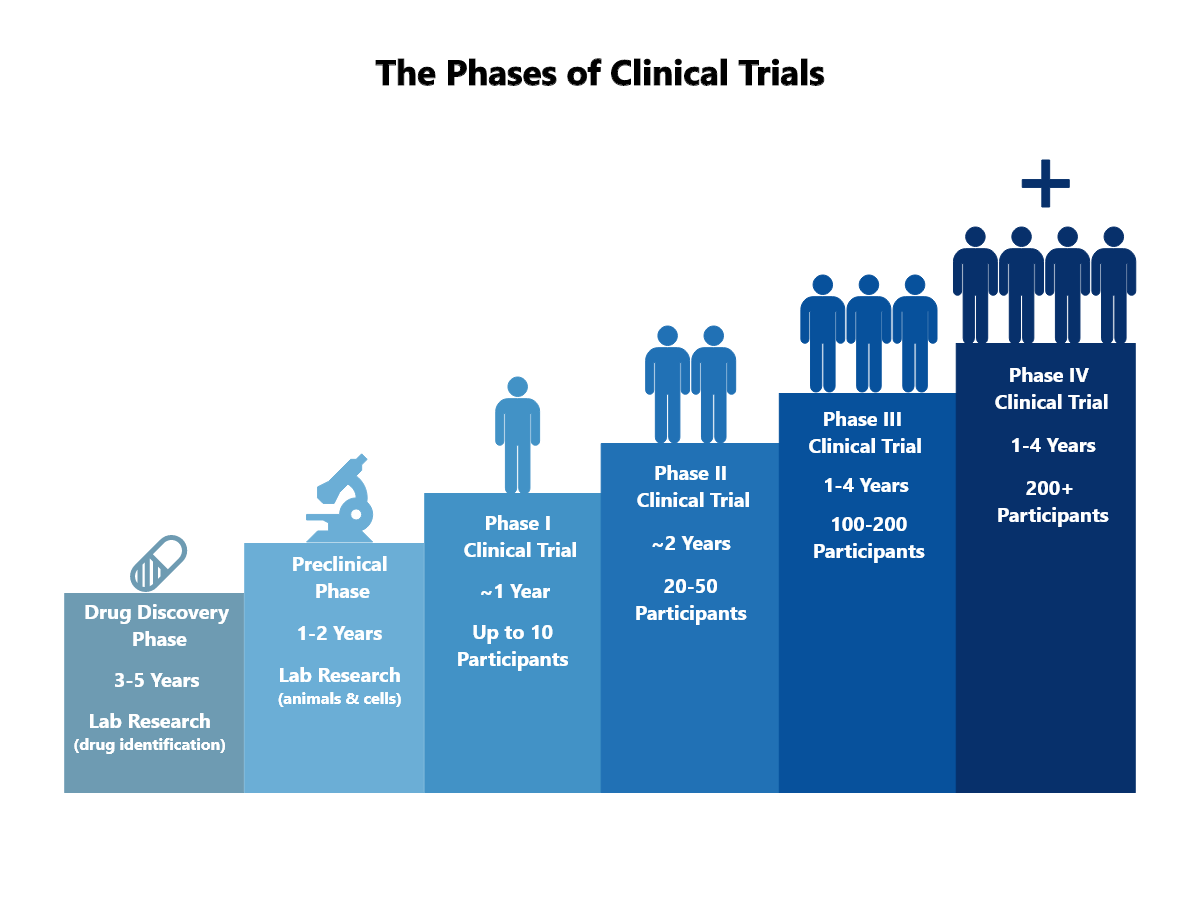 The Phases of Clinical Trials
Drug Discovery
Phase
3-5 Years
Lab Research
(drug identification)
Preclinical
Phase
1-2 Years
Lab Research
(animals & cells)
Phase I
Clinical Trial
~1 Year
Up to 10
Participants
Phase II
Clinical Trial
~2 Years
20-50
Participants
Phase III
Clinical Trial
1-4 Years
100-200
Participants
Phase IV
Clinical Trial
1-4 Years
200+
Participants